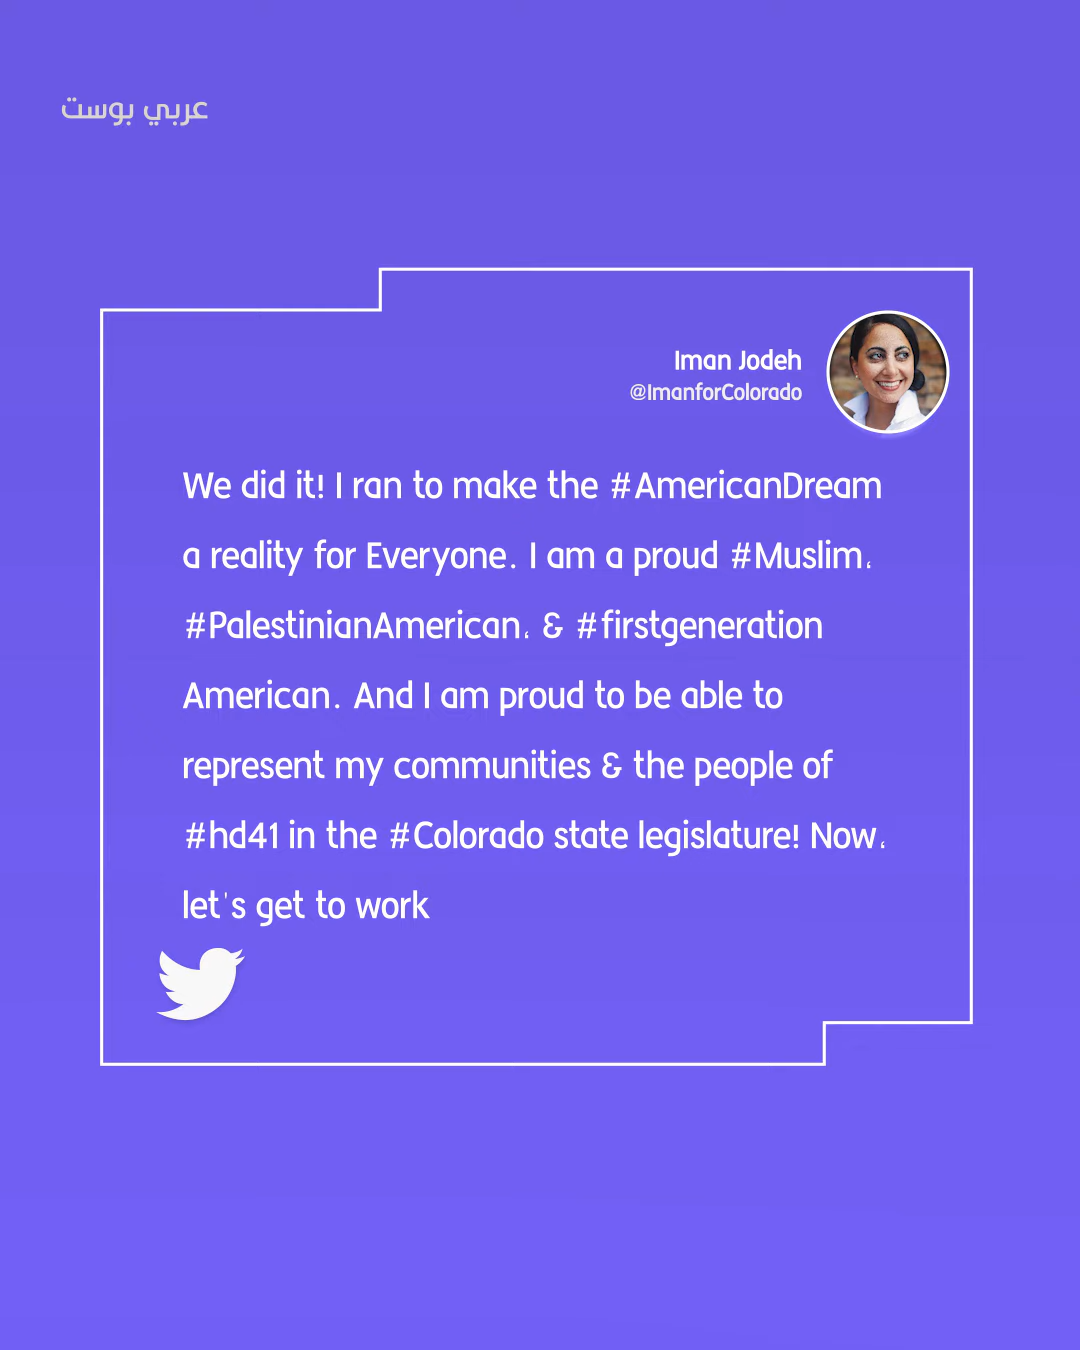 عربي بوست
Iman Jodeh
@ImanforColorado
We did it! I ran to make the #AmericanDream
a reality for Everyone. I am a proud #Muslim،
#PalestinianAmerican، & #firstgeneration
American. And I am proud to be able to
represent my communities & the people of
#hd41 in the #Colorado state legislature! Now،
let's get to work